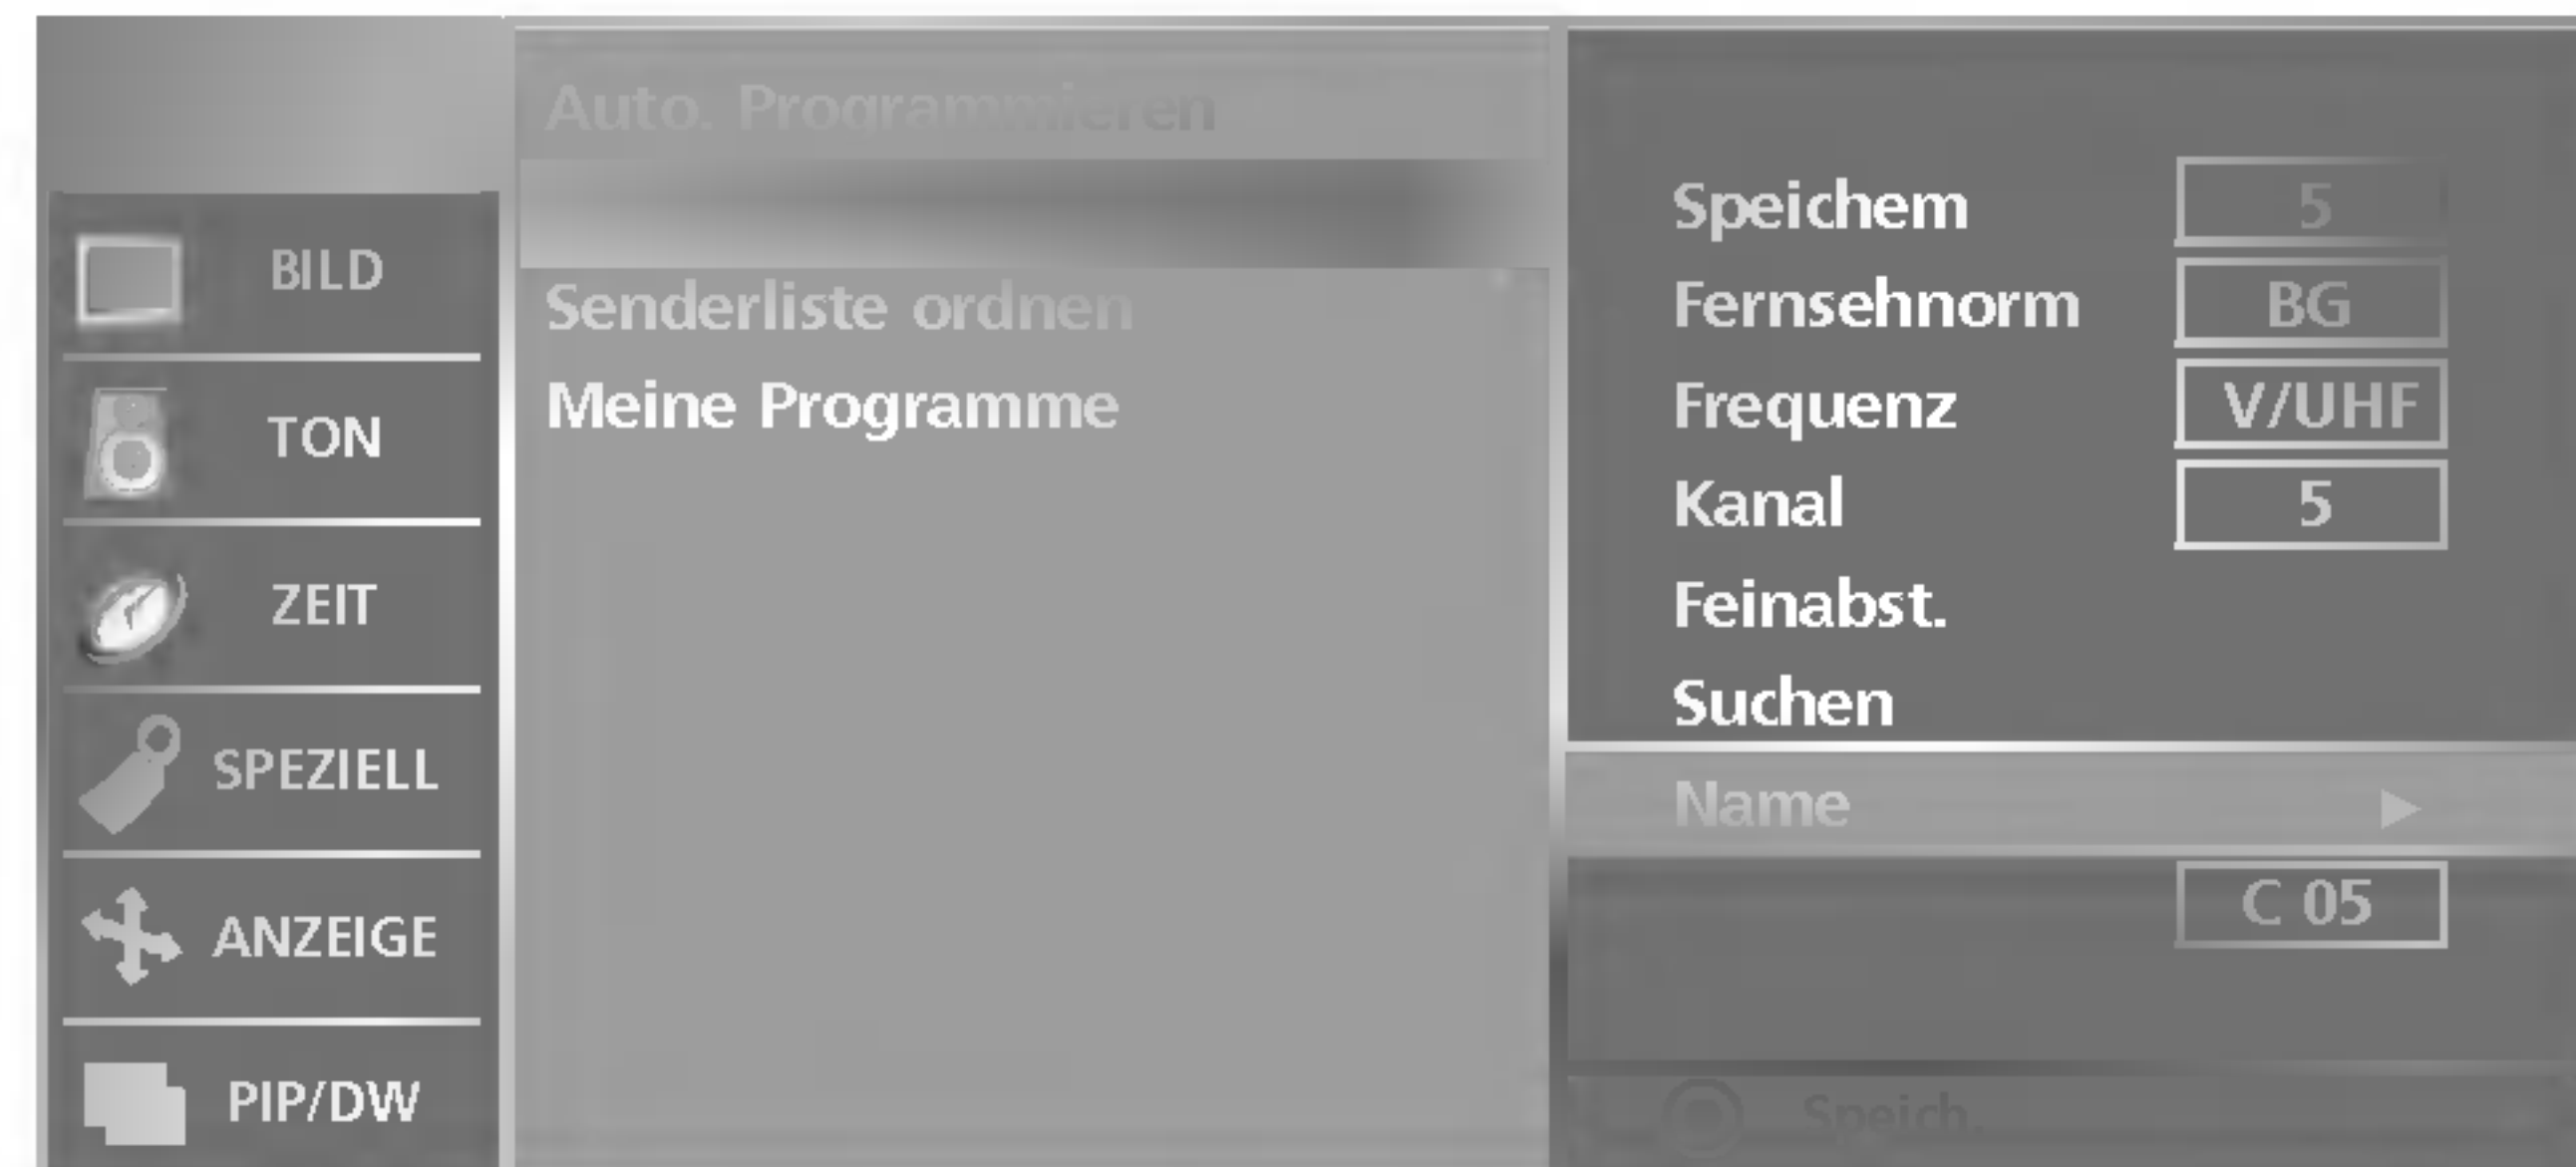 BILD
TON
ZEIT
SPEZIELL
ANZEIGE
PIP/DW
Auto. Programmieren
Senderliste ordnen
Meine Programme
Speichem 5
Fernsehnorm BG
Frequenz V/UHF
Kanal 5
Feinabst.
Suchen
Name ▶
C 05
Speich.